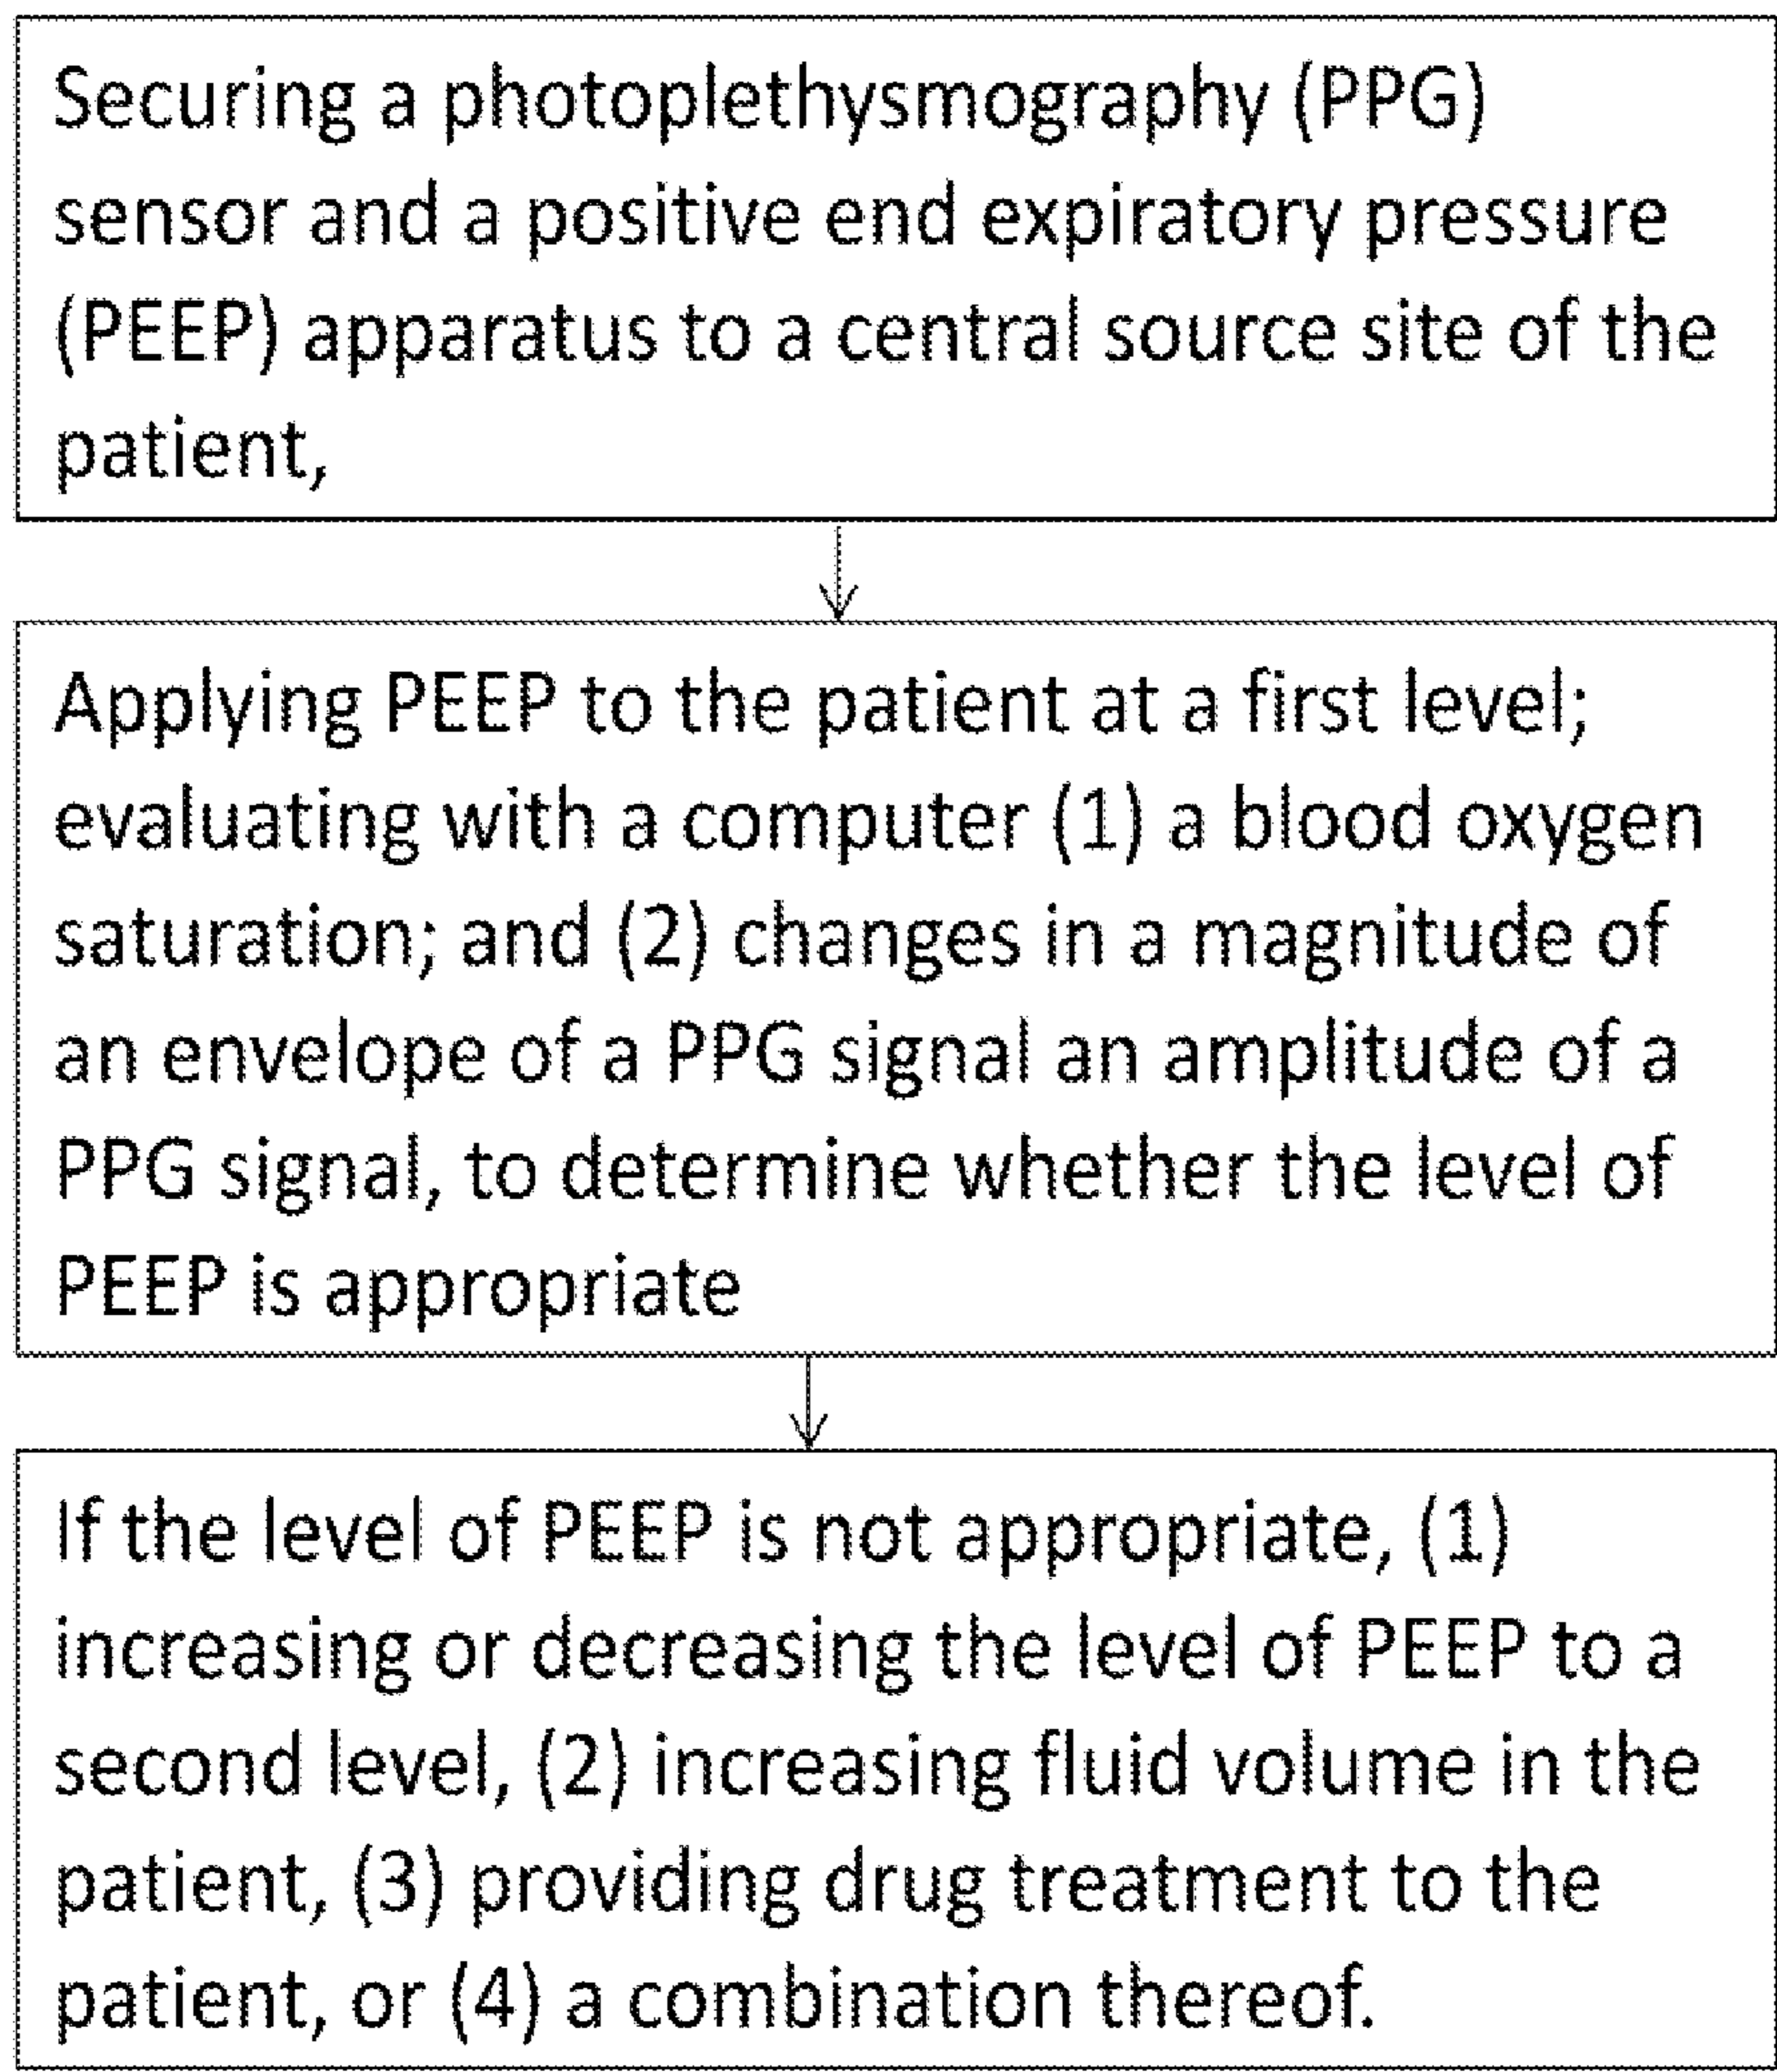 Securing a photoplethysmography (PPG)
sensor and a positive end expiratory pressure
(PEEP) apparatus to a central source site of the
patient,
Applying PEEP to the patient at a first level;
evaluating with a computer (1) a blood oxygen
saturation; and (2) changes in a magnitude of
an envelope of a PPG signal an amplitude of a
PPG signal, to determine whether the level of
PEEP is appropriate
If the level of PEEP is not appropriate, (1)
increasing or decreasing the level of PEEP to a
second level, (2) increasing fluid volume in the
patient, (3) providing drug treatment to the
patient, or (4) a combination thereof.